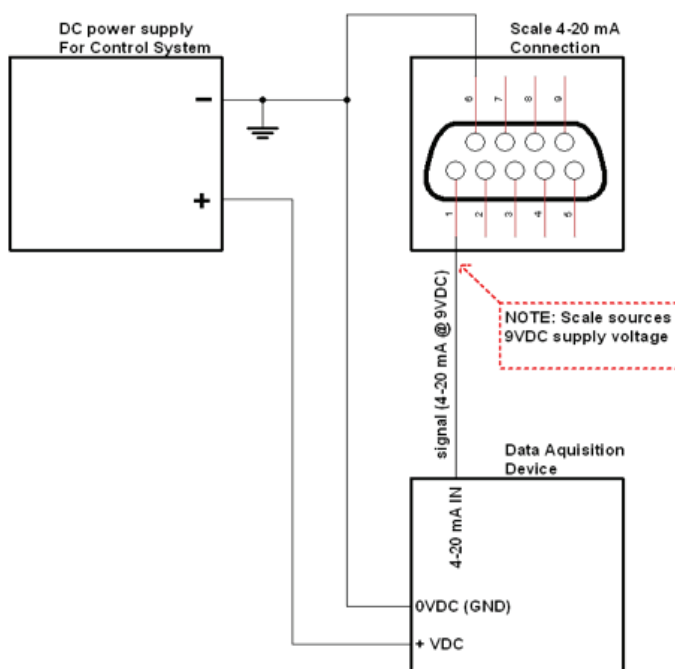 DC power supply
For Control System
Scale 4-20 mA
Connection
−
+
6 7 8 9
1 2 3 4 5
signal (4-20 mA @ 9VDC)
NOTE: Scale sources
9VDC supply voltage
Data Aquisition
Device
4-20 mA IN
0VDC (GND)
+ VDC